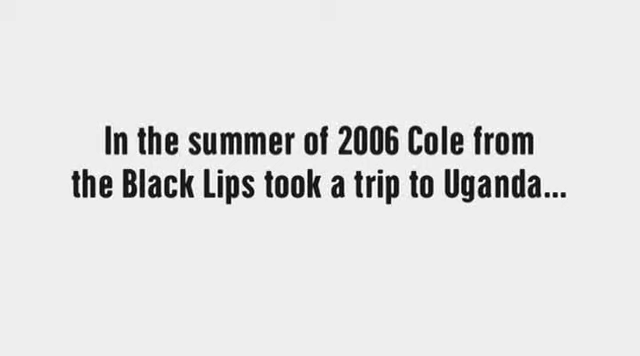 In the summer of 2006 Cole from
the Black Lips took a trip to Uganda...